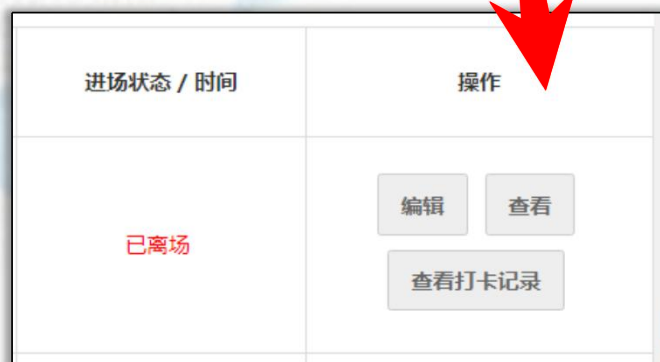 进场状态 / 时间
操作
已离场
编辑
查看
查看打卡记录